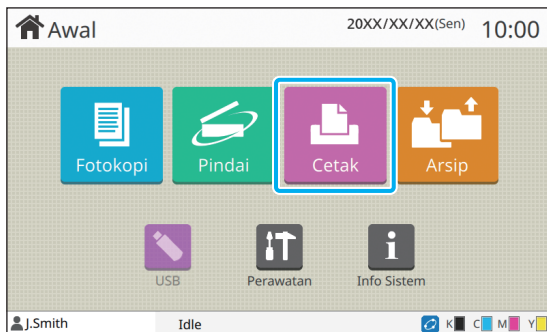 Awal
20XX/XX/XX(Sen) 10:00
Fotokopi Pindai Cetak Arsip
USB Perawatan Info Sistem
J.Smith Idle K C M Y